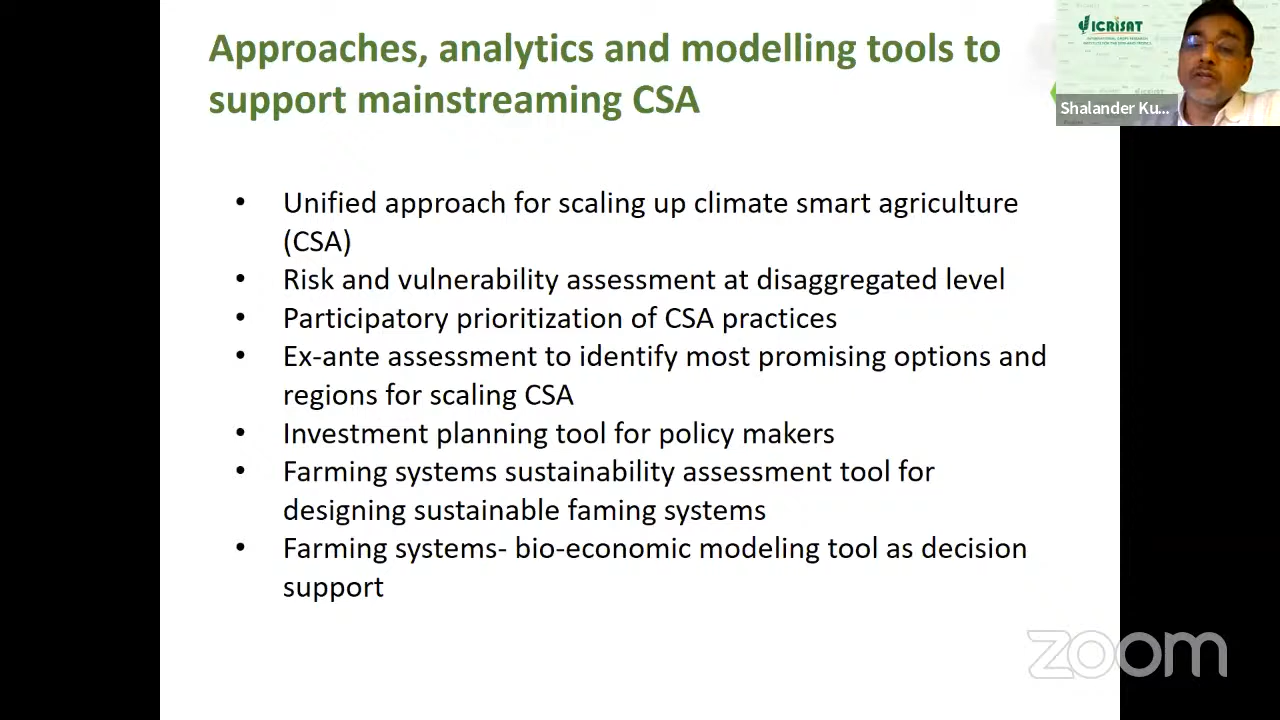 Approaches, analytics and modelling tools to
support mainstreaming CSA
ICRISAT
Shalander Ku...
• Unified approach for scaling up climate smart agriculture
(CSA)
• Risk and vulnerability assessment at disaggregated level
• Participatory prioritization of CSA practices
• Ex-ante assessment to identify most promising options and
regions for scaling CSA
• Investment planning tool for policy makers
• Farming systems sustainability assessment tool for
designing sustainable faming systems
• Farming systems- bio-economic modeling tool as decision
support
zoom